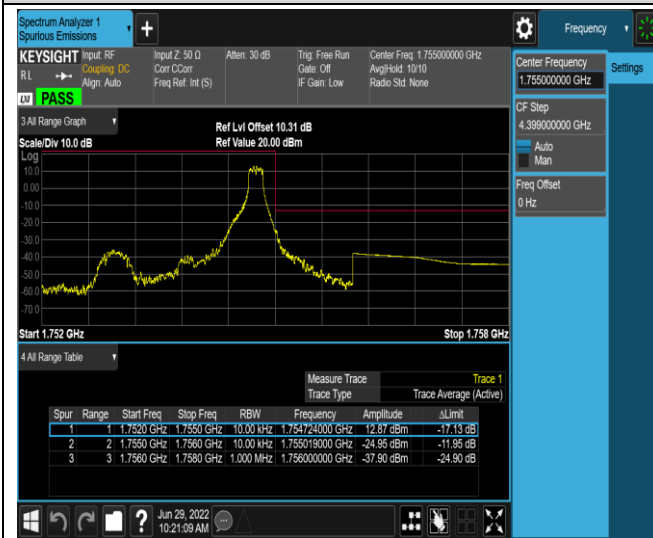 Spectrum Analyzer 1
Spurious Emissions
Frequency
KEYSIGHT
RL
Input: RF
Coupling: DC
Align: Auto
Input Z: 50 Ω
Corr CCorr
Freq Ref: Int (S)
Atten: 30 dB
Trig: Free Run
Gate: Off
IF Gain: Low
Center Freq: 1.755000000 GHz
Avg|Hold: 10/10
Radio Std: None
LXI PASS
Center Frequency
1.755000000 GHz
Settings
CF Step
4.399000000 GHz
Auto
Man
Freq Offset
0 Hz
3 All Range Graph
Scale/Div 10.0 dB
Ref Lvl Offset 10.31 dB
Ref Value 20.00 dBm
Log
10.0
0.00
-10.0
-20.0
-30.0
-40.0
-50.0
-60.0
-70.0
Start 1.752 GHz Stop 1.758 GHz
4 All Range Table
Measure Trace Trace 1
Trace Type Trace Average (Active)
Spur Range Start Freq Stop Freq RBW Frequency Amplitude ΔLimit
1 1 1.7520 GHz 1.7550 GHz 10.00 kHz 1.754724000 GHz 12.87 dBm -17.13 dB
2 2 1.7550 GHz 1.7560 GHz 10.00 kHz 1.755019000 GHz -24.95 dBm -11.95 dB
3 3 1.7560 GHz 1.7580 GHz 1.000 MHz 1.756000000 GHz -37.90 dBm -24.90 dB
Jun 29, 2022
10:21:09 AM